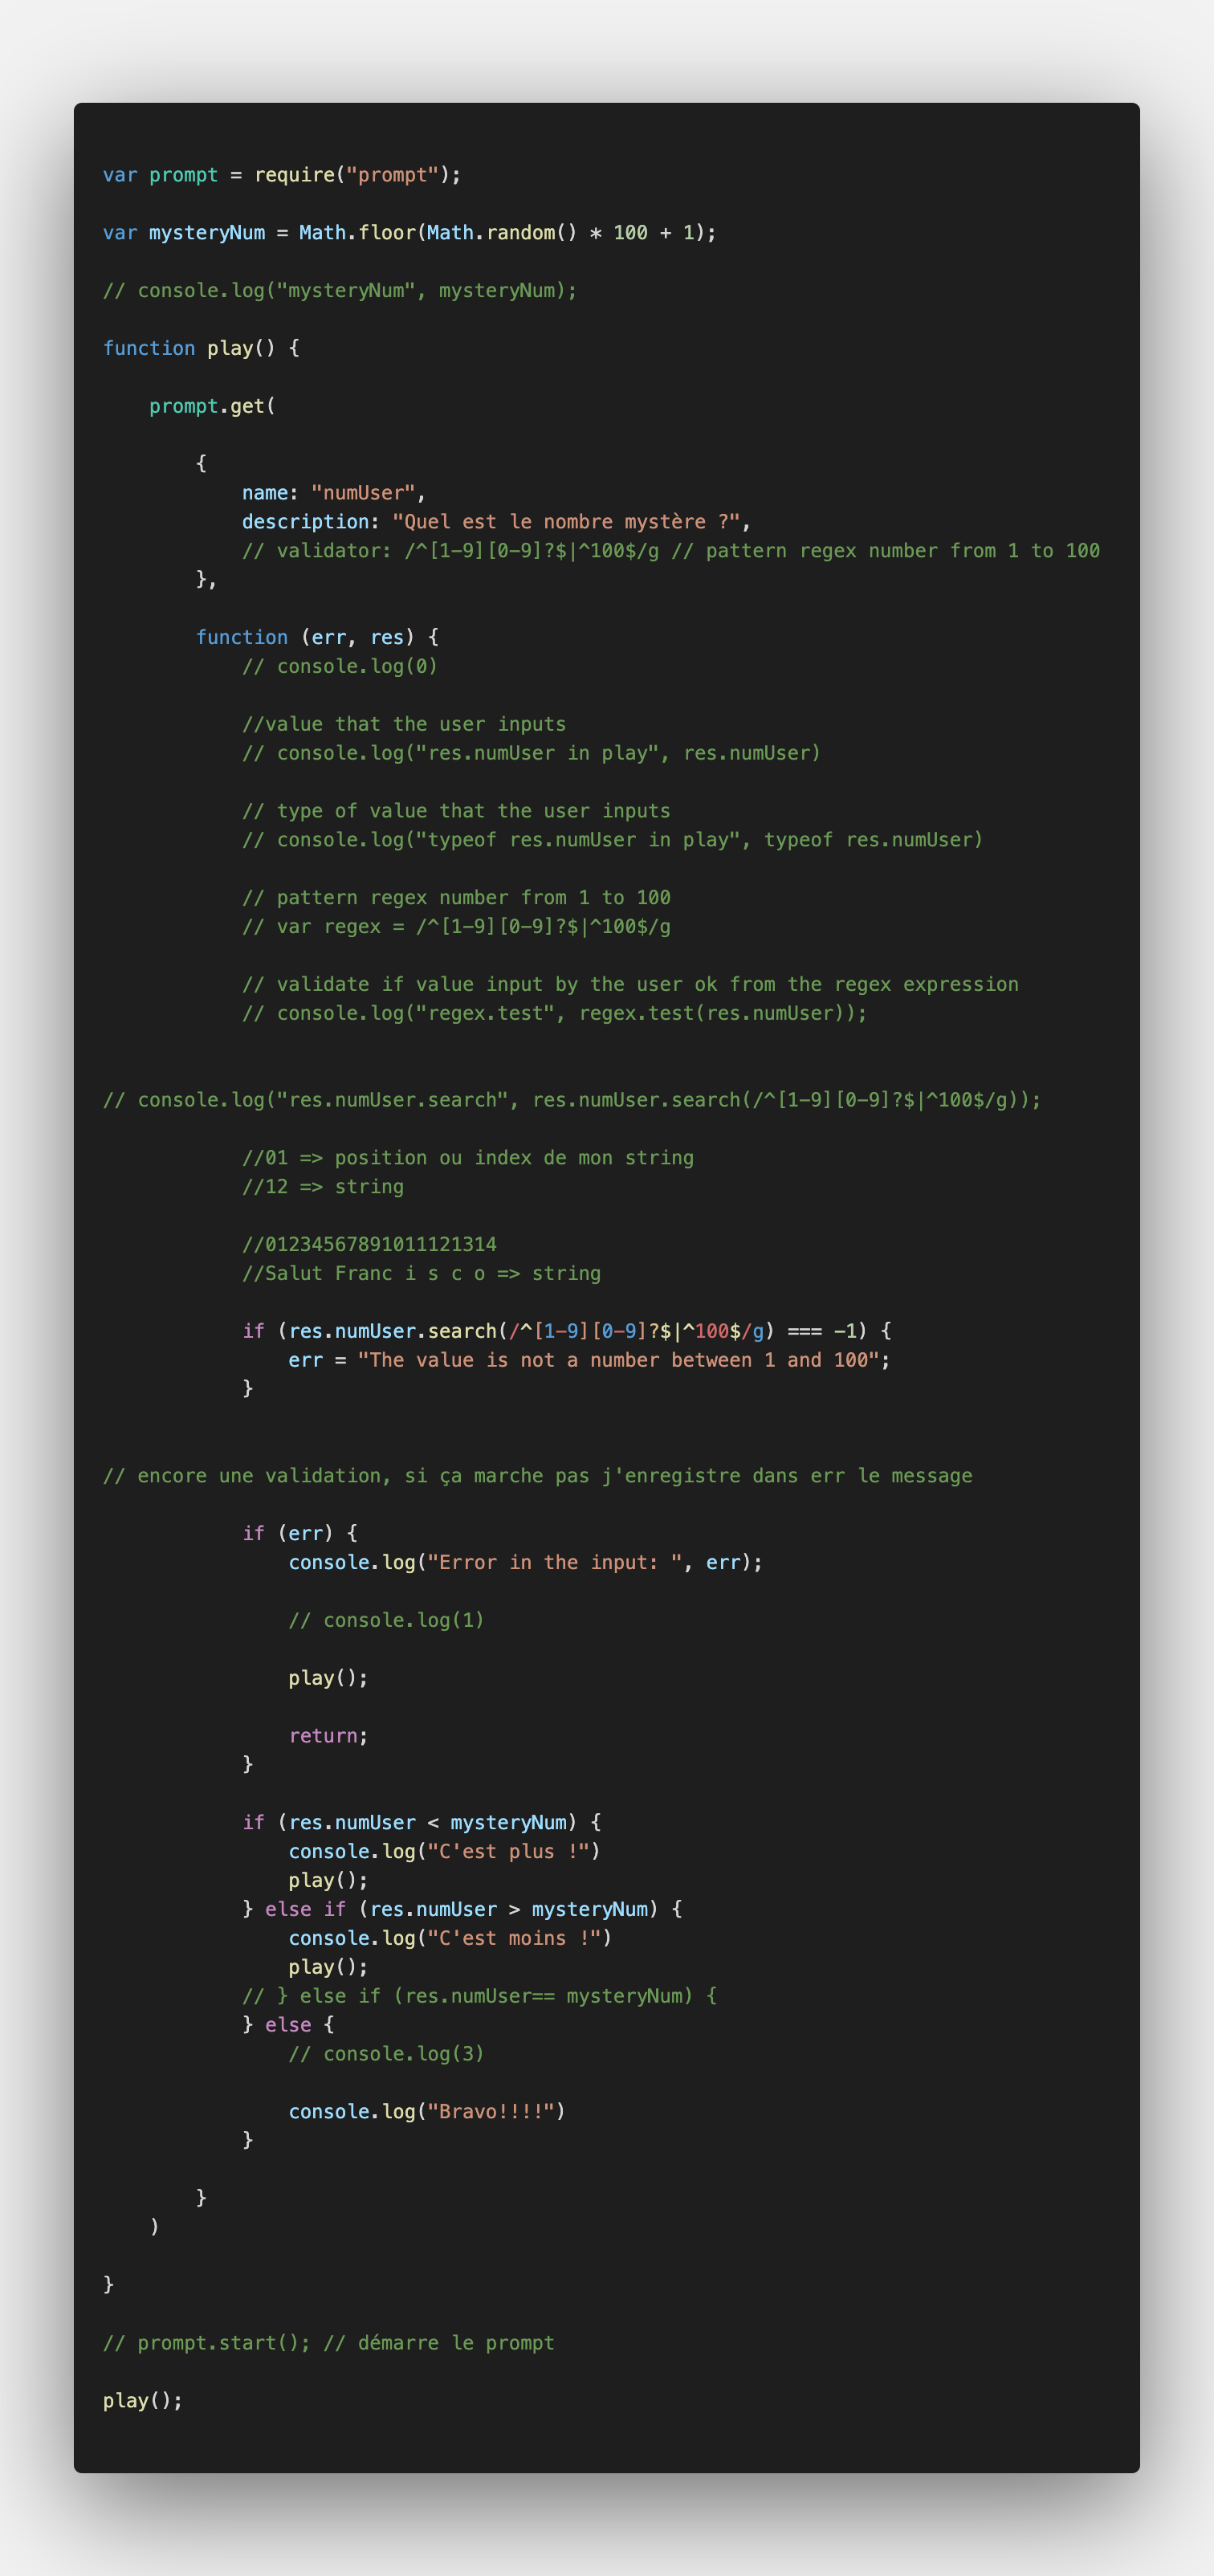 var prompt = require("prompt");
var mysteryNum = Math.floor(Math.random() * 100 + 1);
// console.log("mysteryNum", mysteryNum);
function play() {
    prompt.get(
        {
            name: "numUser",
            description: "Quel est le nombre mystère ?",
            // validator: /^[1-9][0-9]?$|^100$/g // pattern regex number from 1 to 100
        },
        function (err, res) {
            // console.log(0)
            //value that the user inputs
            // console.log("res.numUser in play", res.numUser)
            // type of value that the user inputs
            // console.log("typeof res.numUser in play", typeof res.numUser)
            // pattern regex number from 1 to 100
            // var regex = /^[1-9][0-9]?$|^100$/g
            // validate if value input by the user ok from the regex expression
            // console.log("regex.test", regex.test(res.numUser));
// console.log("res.numUser.search", res.numUser.search(/^[1-9][0-9]?$|^100$/g));
            //01 => position ou index de mon string
            //12 => string
            //01234567891011121314
            //Salut Franc i s c o => string
            if (res.numUser.search(/^[1-9][0-9]?$|^100$/g) === -1) {
                err = "The value is not a number between 1 and 100";
            }
// encore une validation, si ça marche pas j'enregistre dans err le message
            if (err) {
                console.log("Error in the input: ", err);
                // console.log(1)
                play();
                return;
            }
            if (res.numUser < mysteryNum) {
                console.log("C'est plus !")
                play();
            } else if (res.numUser > mysteryNum) {
                console.log("C'est moins !")
                play();
            // } else if (res.numUser== mysteryNum) {
            } else {
                // console.log(3)
                console.log("Bravo!!!!")
            }
        }
    )
}
// prompt.start(); // démarre le prompt
play();